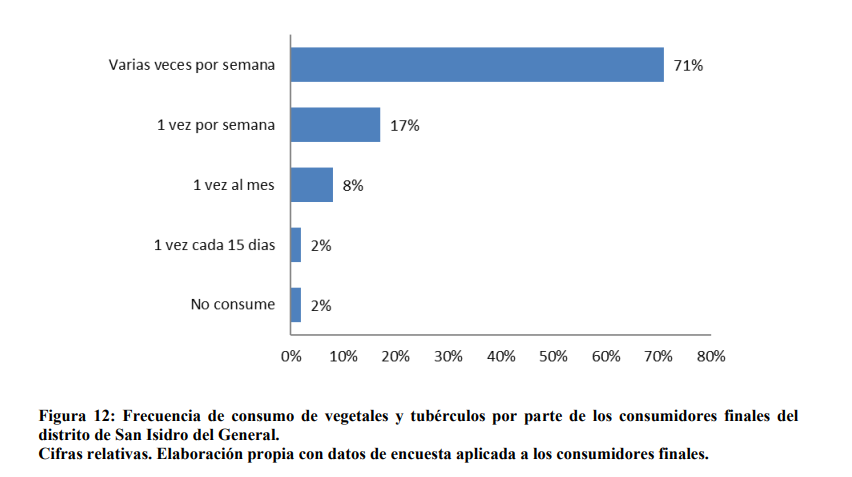 Varias veces por semana 71%
1 vez por semana 17%
1 vez al mes 8%
1 vez cada 15 dias 2%
No consume 2%
0% 10% 20% 30% 40% 50% 60% 70% 80%
Figura 12: Frecuencia de consumo de vegetales y tubérculos por parte de los consumidores finales del
distrito de San Isidro del General.
Cifras relativas. Elaboración propia con datos de encuesta aplicada a los consumidores finales.